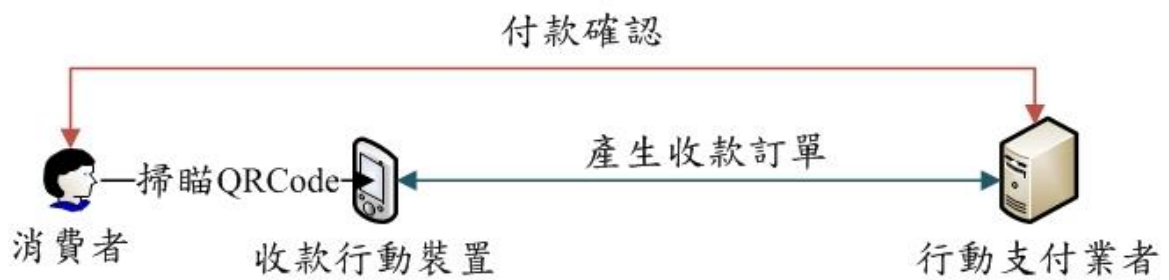 付款確認
產生收款訂單
掃瞄QRCode
消費者
收款行動裝置
行動支付業者